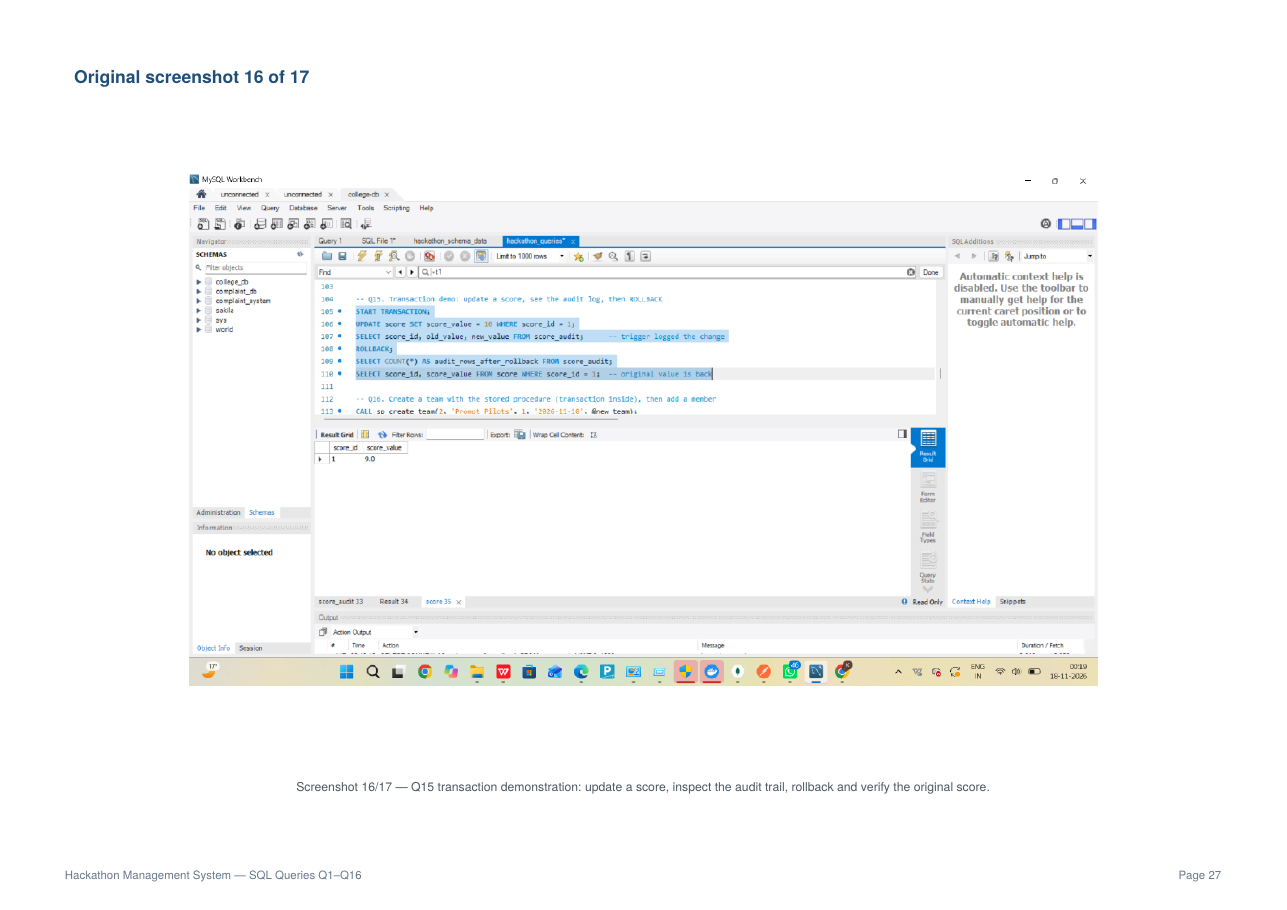 Original screenshot 16 of 17
MySQL Workbench
unconnected x unconnected x college-db x
File Edit View Query Database Server Tools Scripting Help
Navigator
SCHEMAS
Filter objects
college_db
complaint_db
complaint_system
sakila
sys
world
Administration Schemas
Information
No object selected
Object Info Session
Query 1 SQL File 1* hackathon_schema_data hackathon_queries* x
Limit to 1000 rows
Find Done
103
104 -- Q15. Transaction demo: update a score, see the audit log, then ROLLBACK
105 START TRANSACTION;
106 UPDATE score SET score_value = 10 WHERE score_id = 1;
107 SELECT score_id, old_value, new_value FROM score_audit; -- trigger logged the change
108 ROLLBACK;
109 SELECT COUNT(*) AS audit_rows_after_rollback FROM score_audit;
110 SELECT score_id, score_value FROM score WHERE score_id = 1; -- original value is back
111
112 -- Q16. Create a team with the stored procedure (transaction inside), then add a member
113 CALL sp_create_team(2, 'Prompt Pilots', 1, '2026-11-10', @new_team);
Result Grid Filter Rows: Export: Wrap Cell Content:
score_id score_value
1 9.0
Result Grid
Form Editor
Field Types
Query Stats
score_audit 33 Result 34 score 35 x
Read Only
Output
Action Output
# Time Action Message Duration / Fetch
SQLAdditions
Jump to
Automatic context help is
disabled. Use the toolbar to
manually get help for the
current caret position or to
toggle automatic help.
Context Help Snippets
17°
ENG
IN
00:19
18-11-2026
Screenshot 16/17 — Q15 transaction demonstration: update a score, inspect the audit trail, rollback and verify the original score.
Hackathon Management System — SQL Queries Q1–Q16
Page 27